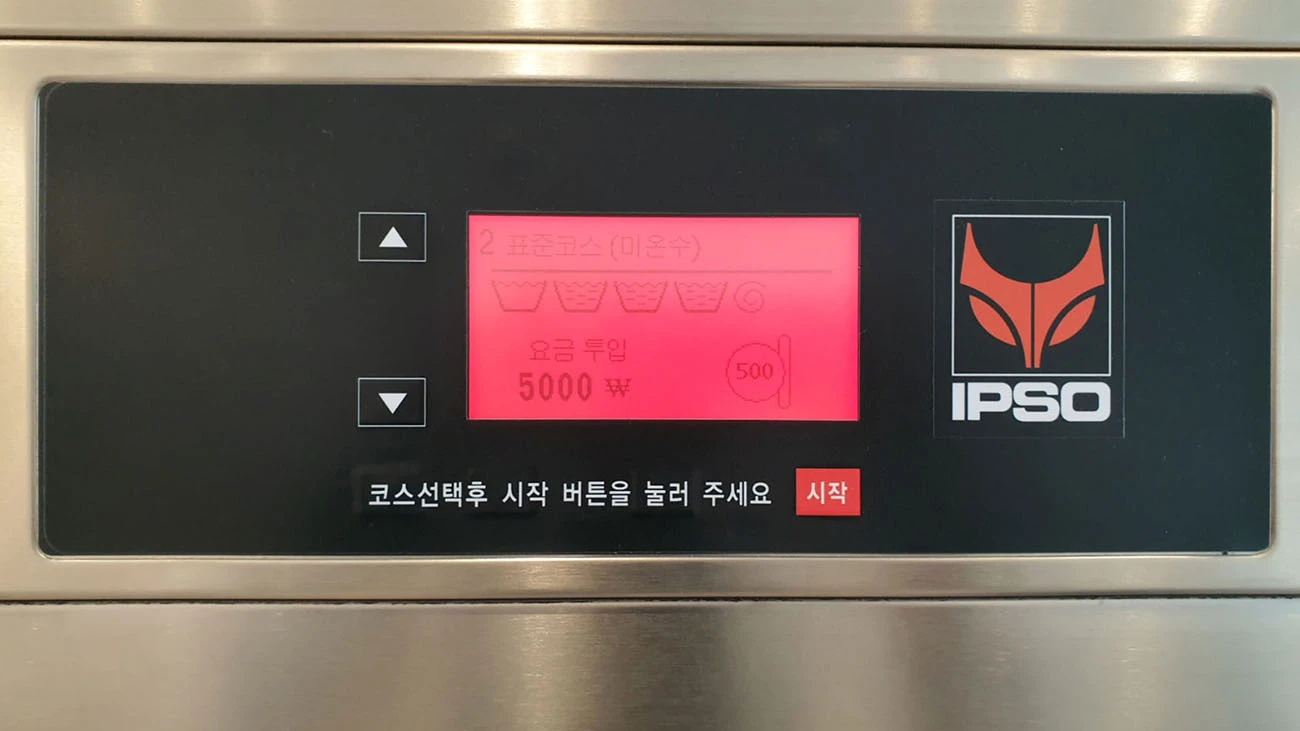 2 표준코스 (미온수)
요금 투입
5000 ₩
500
IPSO
코스선택후 시작 버튼을 눌러 주세요
시작